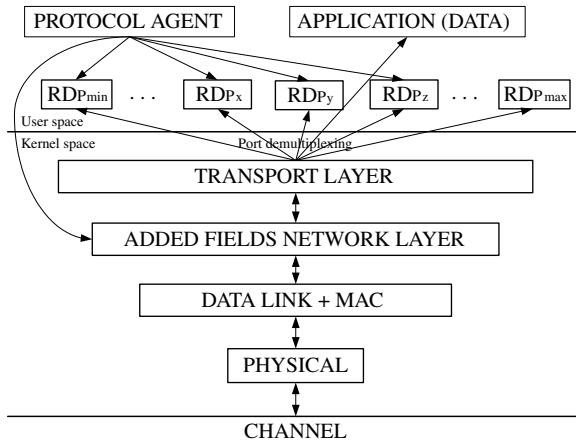 PROTOCOL AGENT
APPLICATION (DATA)
RDPmin . . . RDPx RDPy RDPz . . . RDPmax
User space
Kernel space
Port demultiplexing
TRANSPORT LAYER
ADDED FIELDS NETWORK LAYER
DATA LINK + MAC
PHYSICAL
CHANNEL